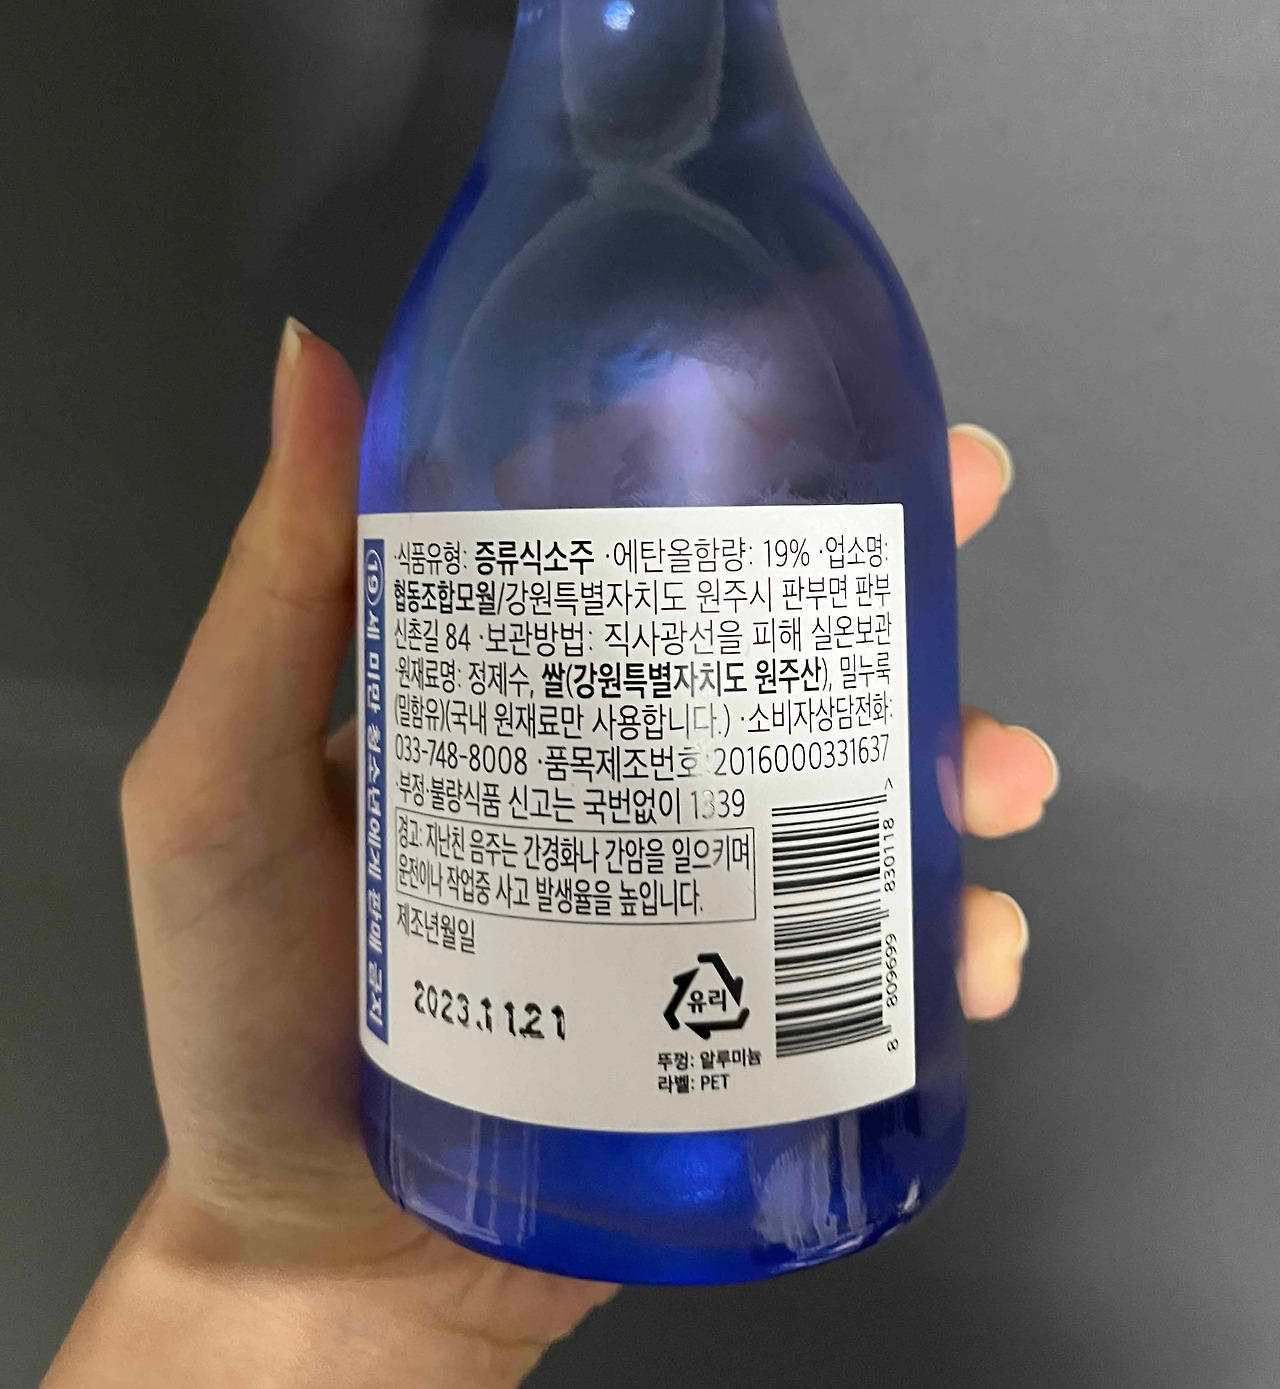 ·식품유형: 증류식소주 ·에탄올함량: 19% ·업소명:
협동조합모월/강원특별자치도 원주시 판부면 판부
신촌길 84 ·보관방법: 직사광선을 피해 실온보관
·원재료명: 정제수, 쌀(강원특별자치도 원주산), 밀누룩
(밀함유)(국내 원재료만 사용합니다.) ·소비자상담전화:
033-748-8008 ·품목제조번호: 2016000331637
·부정·불량식품 신고는 국번없이 1339
경고: 지난친 음주는 간경화나 간암을 일으키며
운전이나 작업중 사고 발생율을 높입니다.
제조년월일
2023.11.21
유리
뚜껑: 알루미늄
라벨: PET
8 809699 830118 >
19세 미만 청소년에게 판매 금지